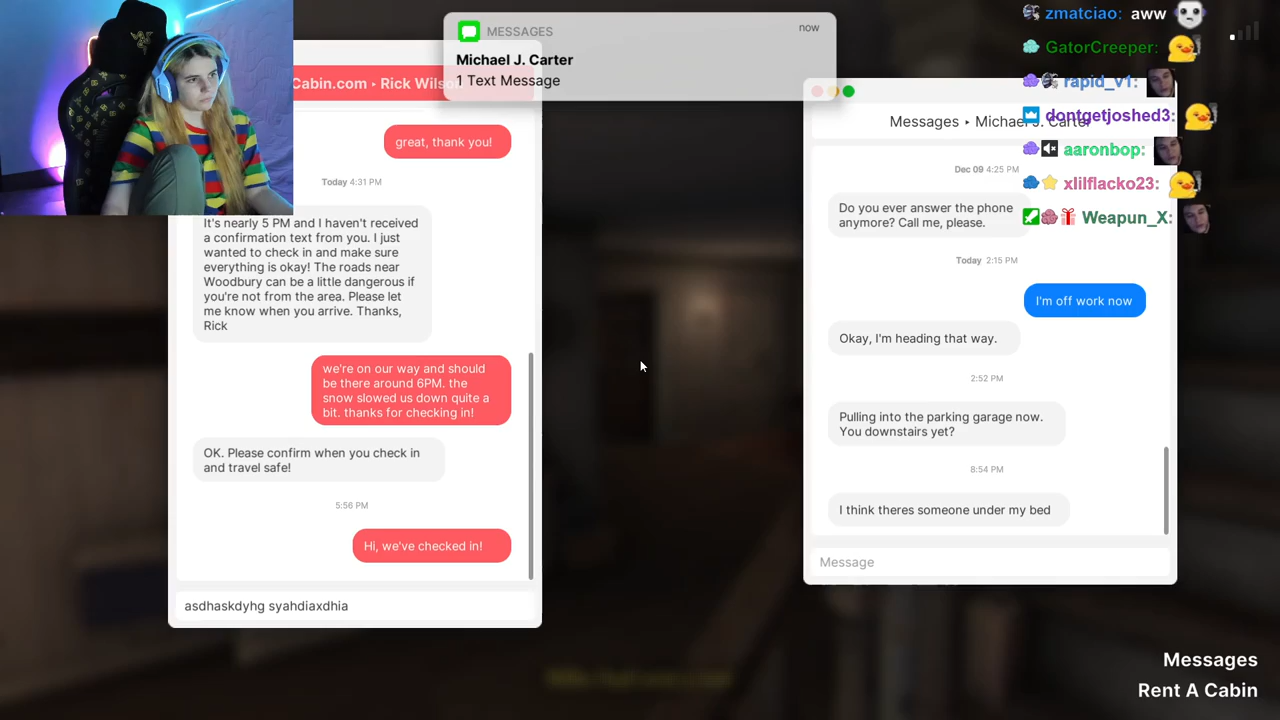 MESSAGES
now
Michael J. Carter
1 Text Message
Cabin.com ▸ Rick Wilso
great, thank you!
Today 4:31 PM
It's nearly 5 PM and I haven't received
a confirmation text from you. I just
wanted to check in and make sure
everything is okay! The roads near
Woodbury can be a little dangerous if
you're not from the area. Please let
me know when you arrive. Thanks,
Rick
we're on our way and should
be there around 6PM. the
snow slowed us down quite a
bit. thanks for checking in!
OK. Please confirm when you check in
and travel safe!
5:56 PM
Hi, we've checked in!
asdhaskdyhg syahdiaxdhia
Messages ▸ Michael J. Carter
Dec 09 4:25 PM
Do you ever answer the phone
anymore? Call me, please.
Today 2:15 PM
I'm off work now
Okay, I'm heading that way.
2:52 PM
Pulling into the parking garage now.
You downstairs yet?
8:54 PM
I think theres someone under my bed
Message
zmatciao: aww
GatorCreeper:
rapid_v1:
dontgetjoshed3:
aaronbop:
xlilflacko23:
Weapun_X:
Messages
Rent A Cabin